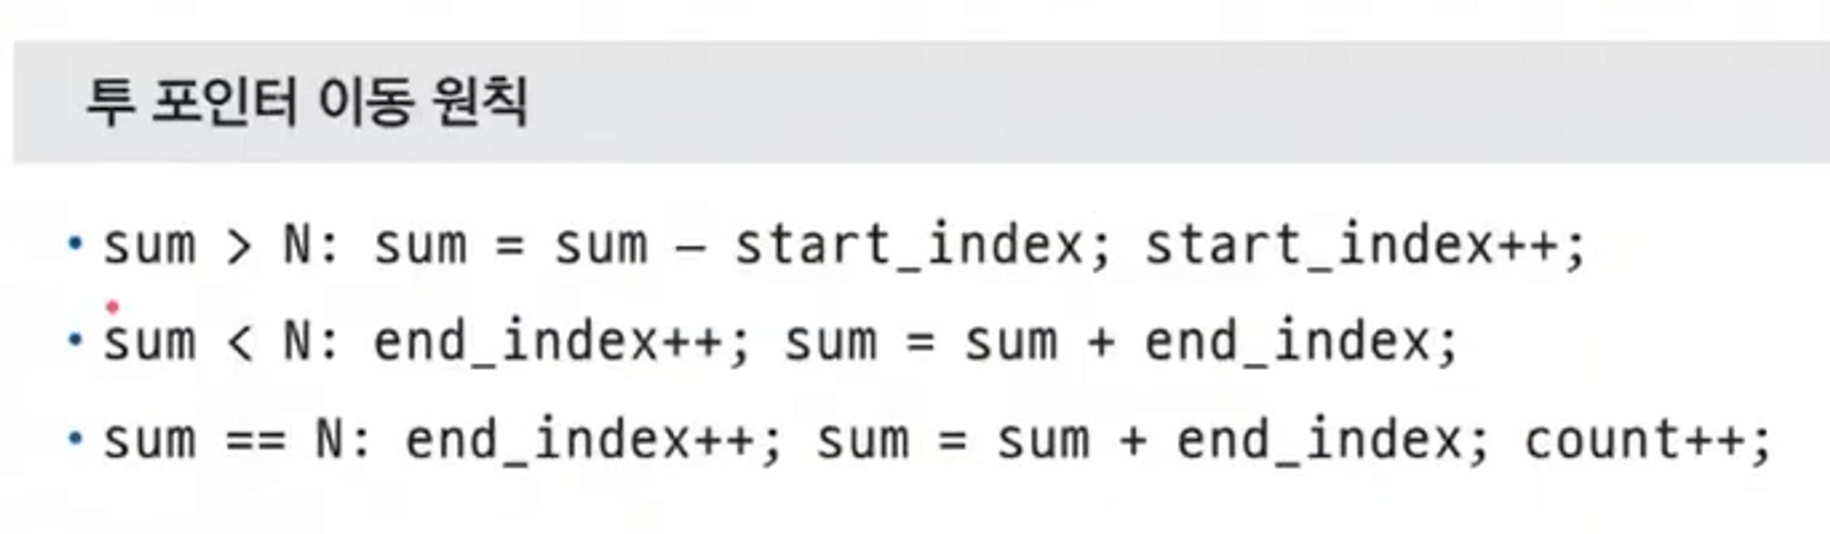 투 포인터 이동 원칙
• sum > N: sum = sum – start_index; start_index++;
• sum < N: end_index++; sum = sum + end_index;
• sum == N: end_index++; sum = sum + end_index; count++;